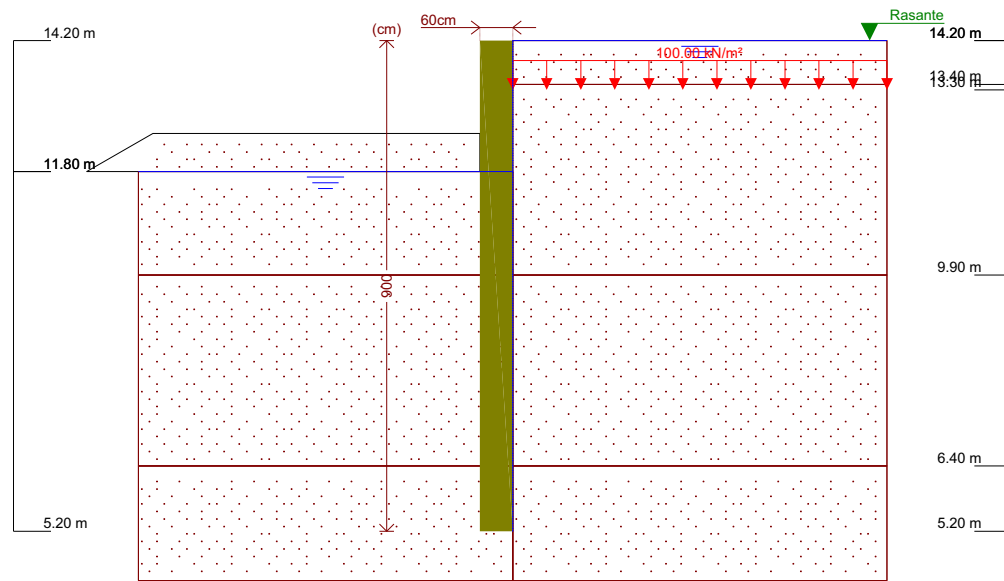 Rasante
60cm
(cm)
14.20 m
14.20 m
100.00 kN/m²
13.40 m
13.30 m
11.80 m
9.90 m
900
6.40 m
5.20 m
5.20 m